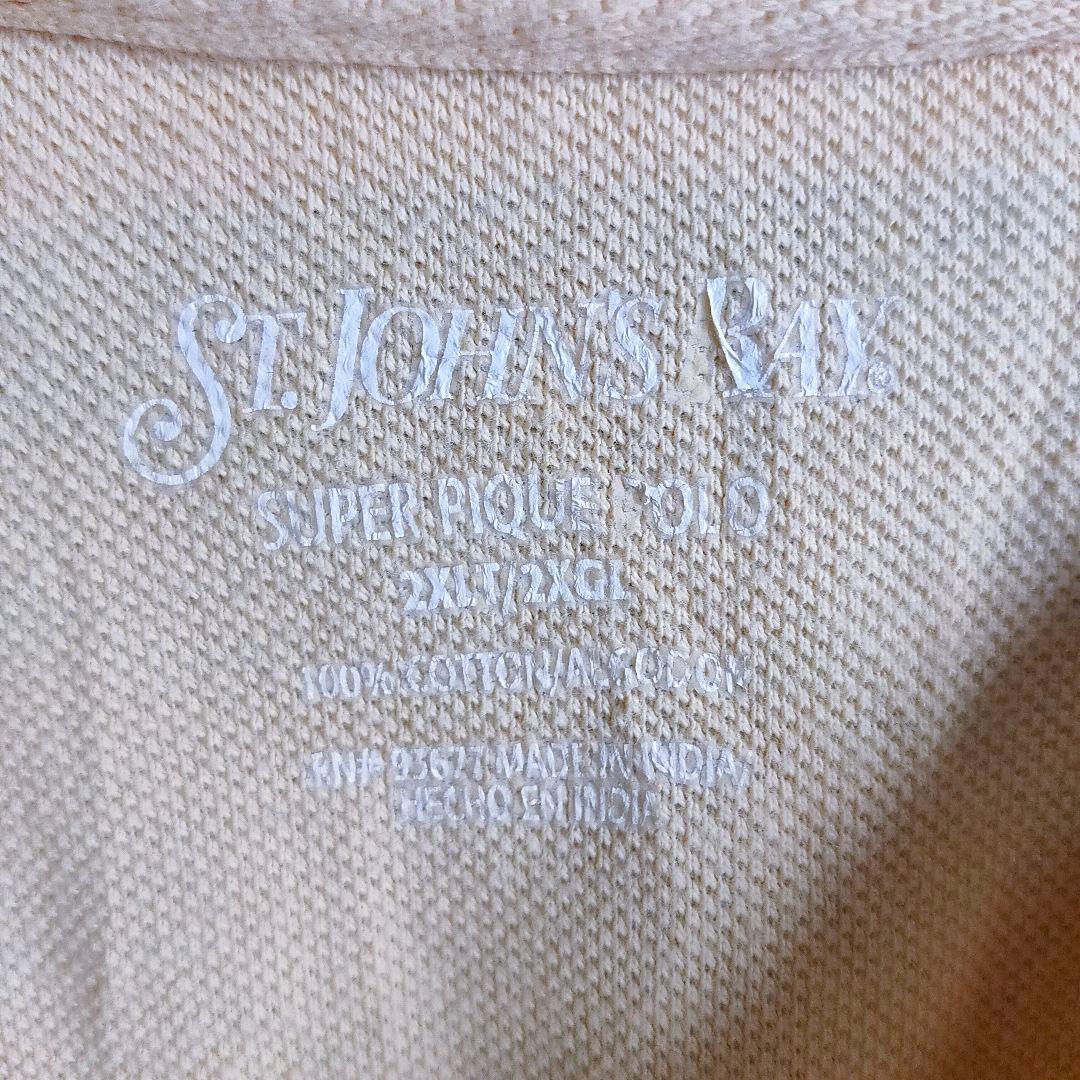 ST. JOHN'S BAY®
SUPER PIQUE POLO
2XLT/2XGL
100% COTTON/ALGODON
RN# 93677 MADE IN INDIA/
HECHO EN INDIA